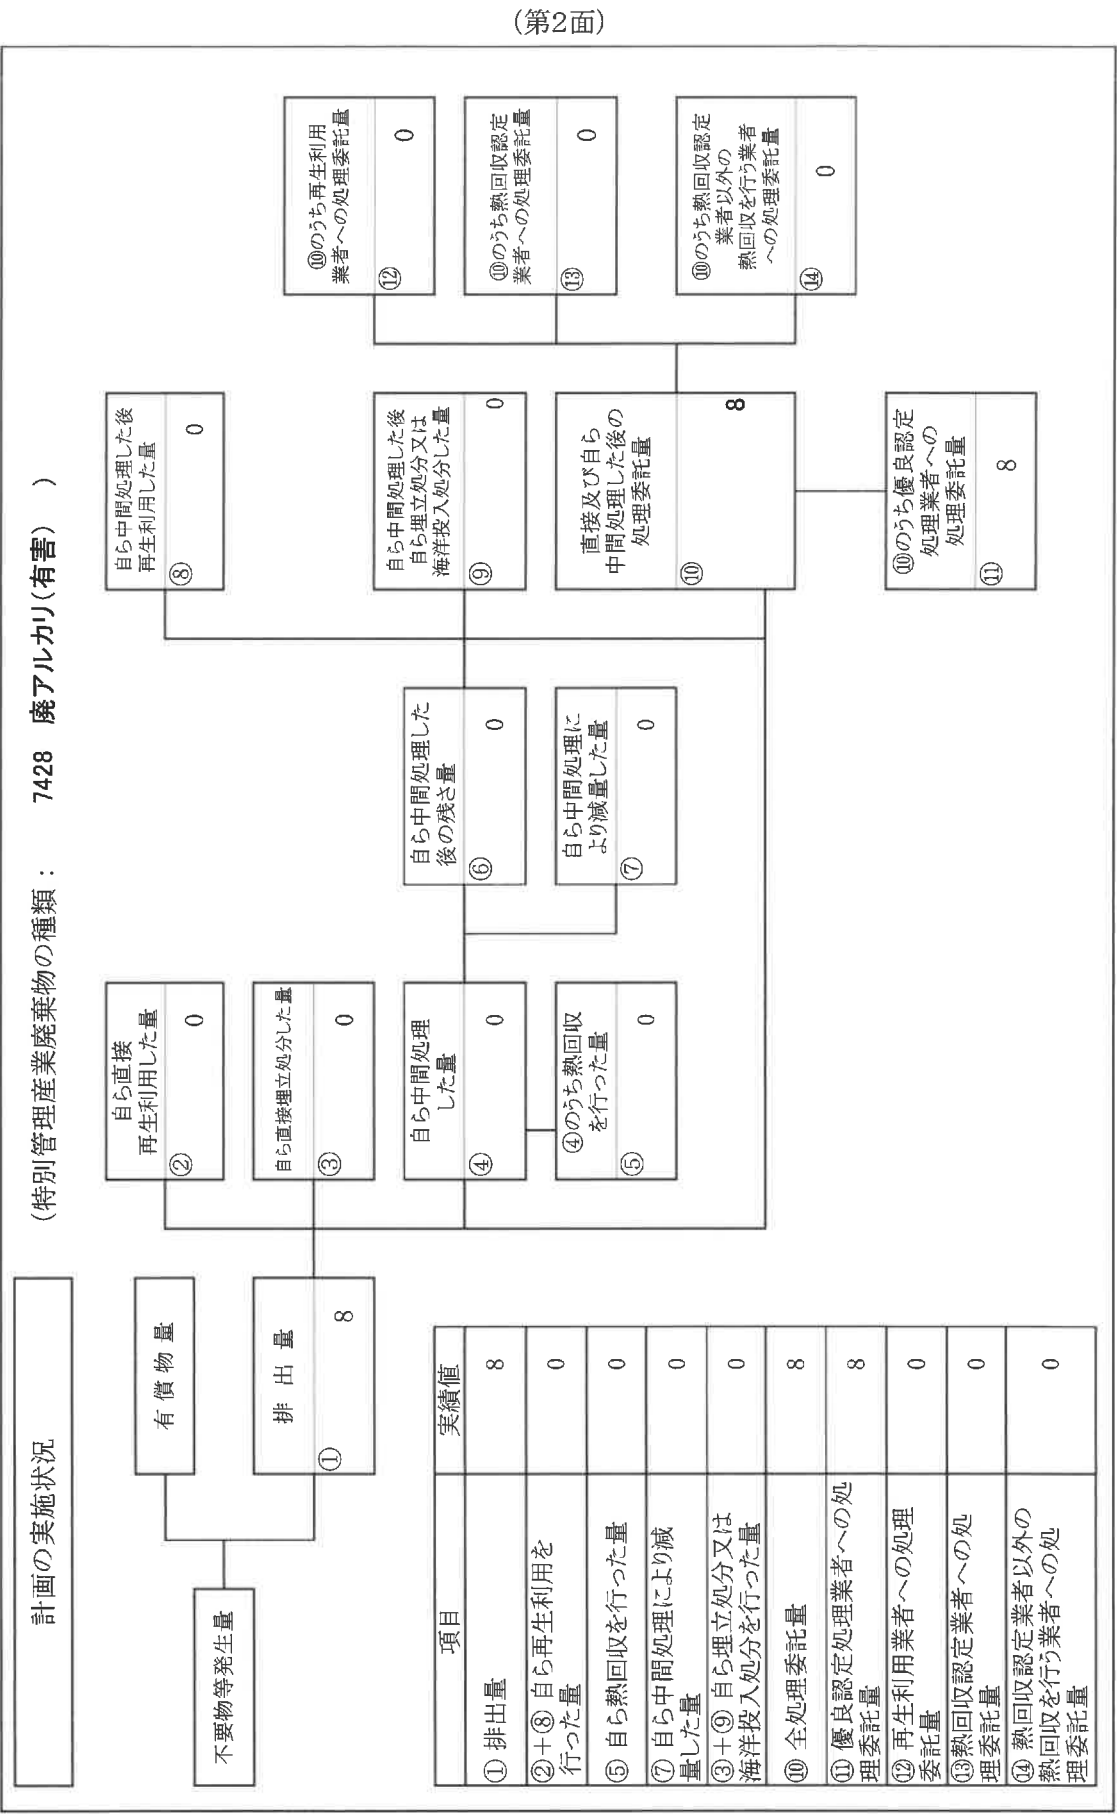 (第2面)
計画の実施状況
(特別管理産業廃棄物の種類： 7428 廃アルカリ(有害) )
不要物等発生量
有償物量
排出量
① 8
自ら直接
再生利用した量
② 0
自ら直接埋立処分した量
③ 0
自ら中間処理
した量
④ 0
④のうち熱回収
を行った量
⑤ 0
自ら中間処理した
後の残さ量
⑥ 0
自ら中間処理に
より減量した量
⑦ 0
自ら中間処理した後
再生利用した量
⑧ 0
自ら中間処理した後
自ら埋立処分又は
海洋投入処分した量
⑨ 0
直接及び自ら
中間処理した後の
処理委託量
⑩ 8
⑩のうち優良認定
処理業者への
処理委託量
⑪ 8
⑩のうち再生利用
業者への処理委託量
⑫ 0
⑩のうち熱回収認定
業者への処理委託量
⑬ 0
⑩のうち熱回収認定
業者以外の
熱回収を行う業者
への処理委託量
⑭ 0
項目 実績値
① 排出量 8
②+⑧ 自ら再生利用を
行った量 0
⑤ 自ら熱回収を行った量 0
⑦ 自ら中間処理により減
量した量 0
③+⑨ 自ら埋立処分又は
海洋投入処分を行った量 0
⑩ 全処理委託量 8
⑪ 優良認定処理業者への処
理委託量 8
⑫ 再生利用業者への処理
委託量 0
⑬熱回収認定業者への処
理委託量 0
⑭ 熱回収認定業者以外の
熱回収を行う業者への処
理委託量 0